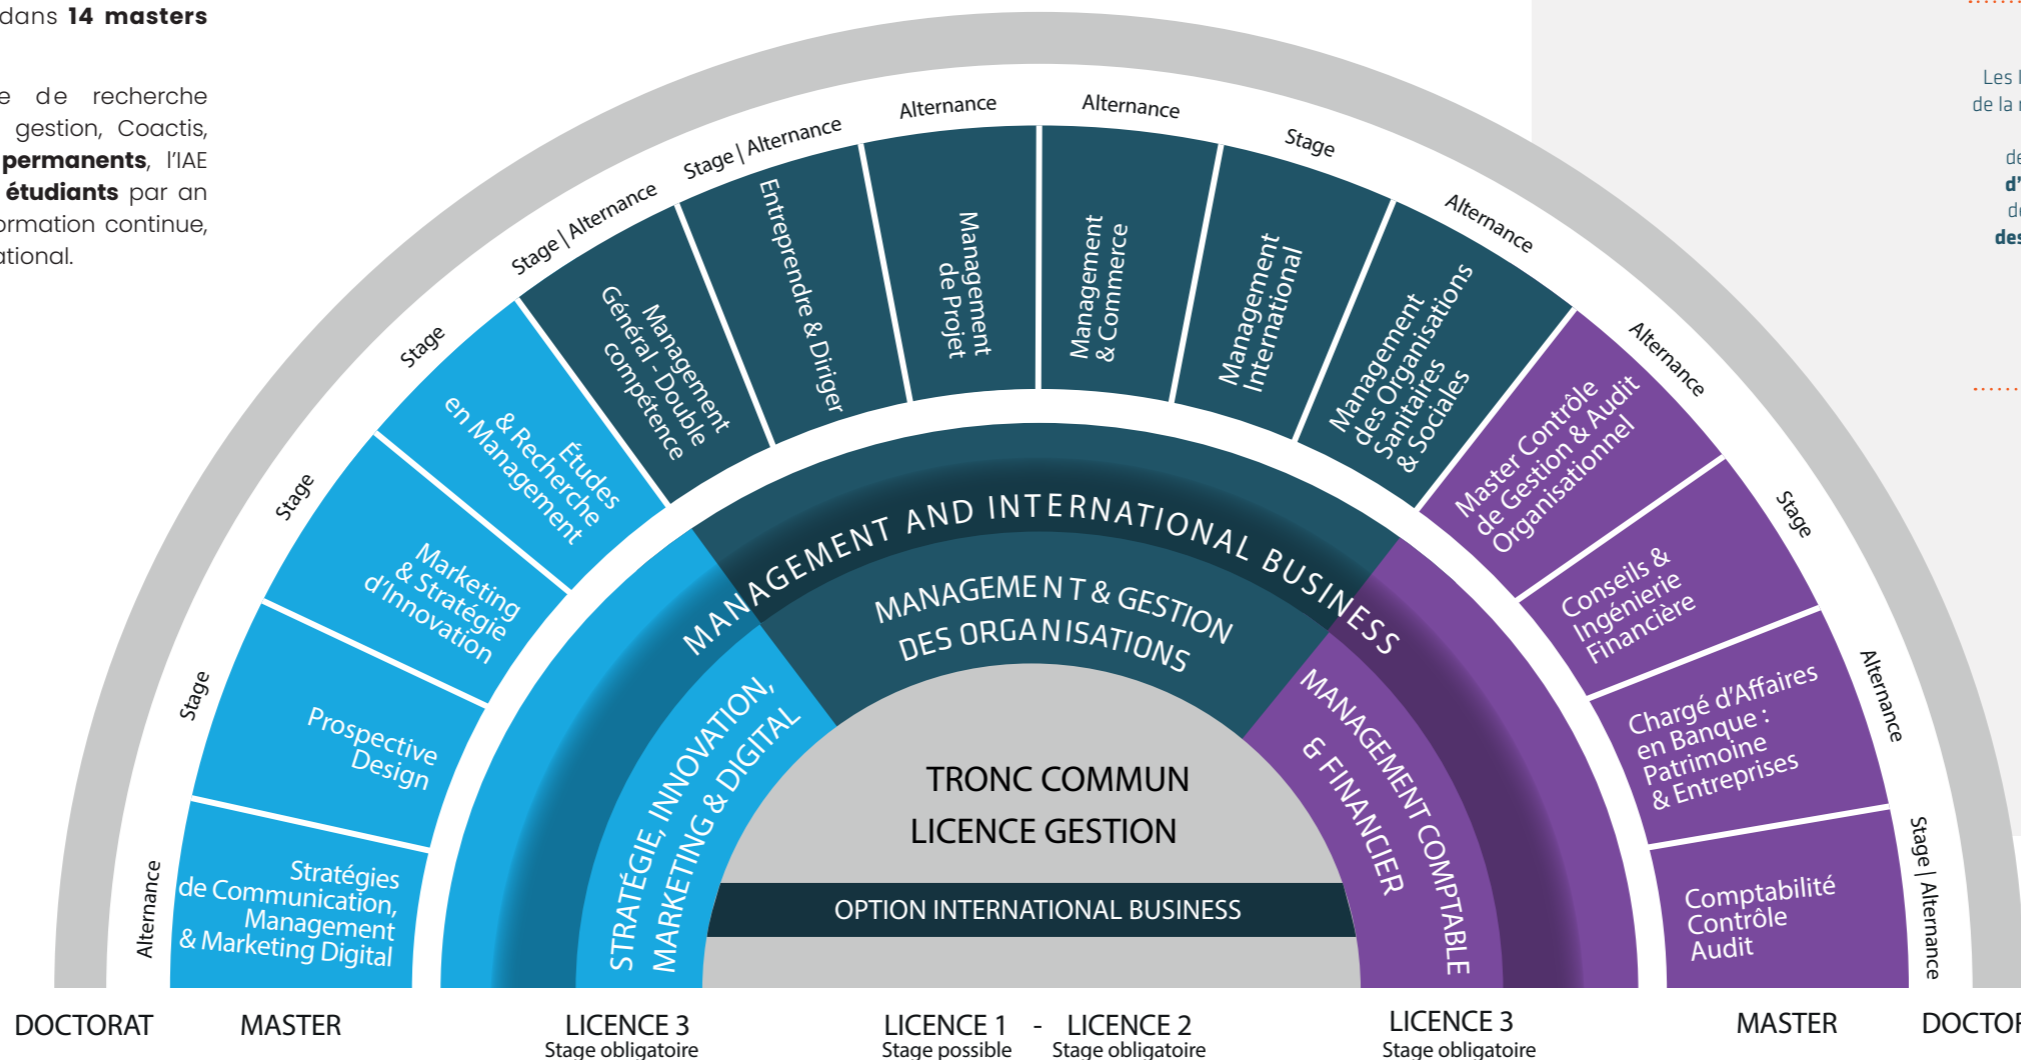 dans 14 masters
de recherche
gestion, Coactis,
permanents, l'IAE
étudiants par an
formation continue,
Alternance
Stage
Stage
Stage
Stage | Alternance
Stage | Alternance
Alternance
Alternance
Stage
Alternance
Alternance
Stage
Alternance
Stage | Alternance
Stratégies
de Communication,
Management
& Marketing Digital
Prospective
Design
Marketing
& Stratégie
d'Innovation
Études
& Recherche
en Management
Management
Général - Double
compétence
Entreprendre & Diriger
Management
de Projet
Management
& Commerce
Management
International
Management
des Organisations
Sanitaires
& Sociales
Master Contrôle
de Gestion & Audit
Organisationnel
Conseils &
Ingénierie
Financière
Chargé d'Affaires
en Banque :
Patrimoine
& Entreprises
Comptabilité
Contrôle
Audit
MANAGEMENT AND INTERNATIONAL BUSINESS
MANAGEMENT & GESTION
DES ORGANISATIONS
STRATÉGIE, INNOVATION,
MARKETING & DIGITAL
MANAGEMENT COMPTABLE
& FINANCIER
TRONC COMMUN
LICENCE GESTION
OPTION INTERNATIONAL BUSINESS
Les
de la
DOCTORAT
MASTER
LICENCE 3
Stage obligatoire
LICENCE 1 - LICENCE 2
Stage possible Stage obligatoire
LICENCE 3
Stage obligatoire
MASTER